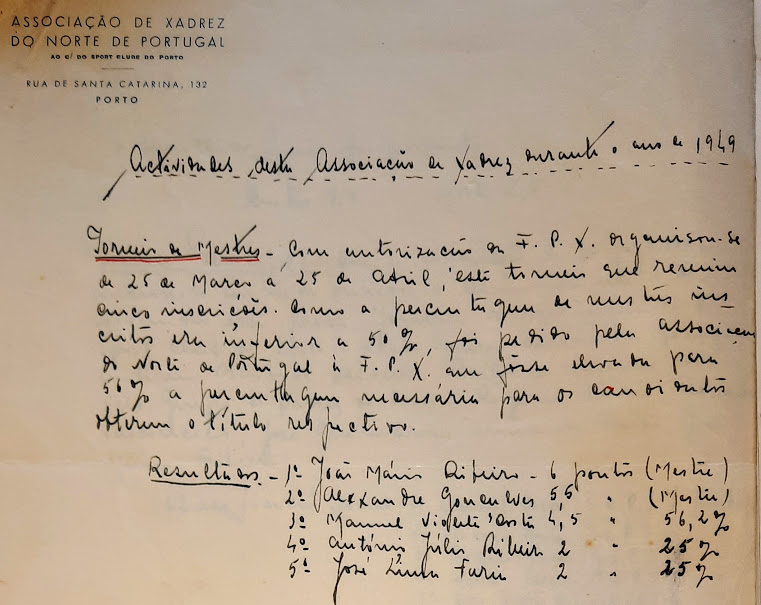 ASSOCIAÇÃO DE XADREZ
DO NORTE DE PORTUGAL
AO C/ DO SPORT CLUBE DO PORTO
RUA DE SANTA CATARINA, 132
PORTO
Actividades desta Associação de Xadrez durante o ano de 1949
Torneio de Mestres - Com autorização da F. P. X. organisou-se
de 25 de Março a 25 de Abril, este torneio que reuniu
cinco inscrições. Como a percentagem de mestres ins
critos era inferior a 50%, foi pedido pela Associação
do Norte de Portugal à F. P. X. que fôsse elevada para
56% a percentagem necessária para os candidatos
obterem o título respectivo.
Resultados. - 1º João Mário Ribeiro - 6 pontos (Mestre)
2º Alexandre Gonçalves 5,5 " (Mestre)
3º Manuel Vicente Costa 4,5 " 56,2%
4º António Júlio Ribeiro 2 " 25%
5º José Lima Faria 2 " 25%